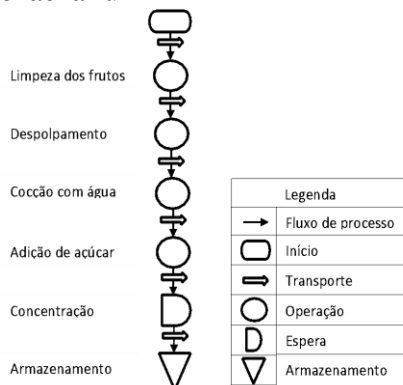 Limpeza dos frutos
Despolpamento
Cocção com água
Adição de açúcar
Concentração
Armazenamento
Legenda
Fluxo de processo
Início
Transporte
Operação
Espera
Armazenamento